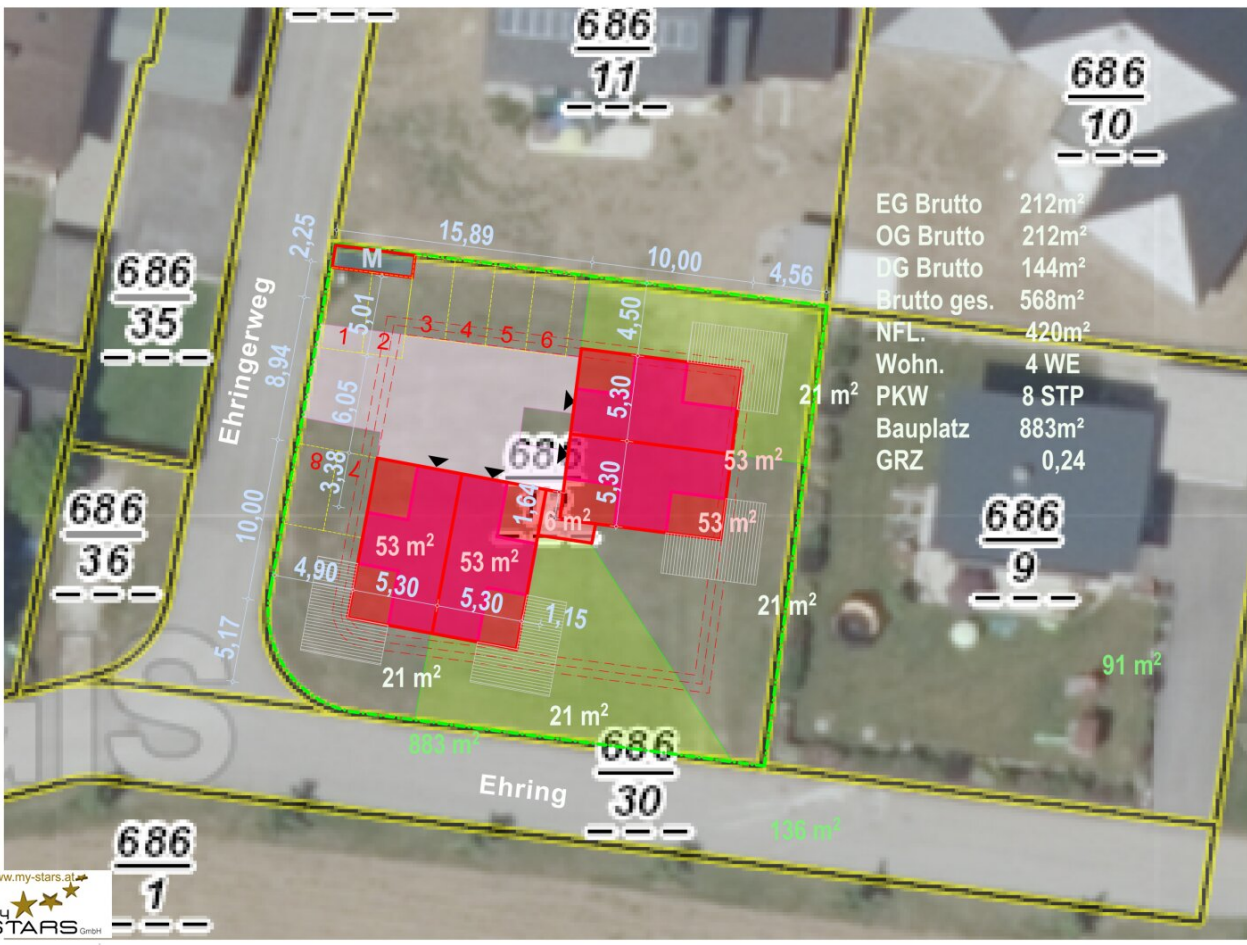 686
11
686
10
2,25
15,89
10,00
4,56
EG Brutto 212m²
OG Brutto 212m²
DG Brutto 144m²
Brutto ges. 568m²
NFL. 420m²
Wohn. 4 WE
PKW 8 STP
Bauplatz 883m²
GRZ 0,24
686
35
M
Ehringerweg
8,94
5,01
4,50
1 2 3 4 5 6
6,05
5,30
21 m²
8 7
3,38
53 m²
5,30
686
36
10,00
1,64
6 m²
53 m²
686
9
53 m²
53 m²
4,90
5,30
5,30
1,15
21 m²
5,17
21 m²
21 m²
91 m²
883 m²
686
30
Ehring
136 m²
686
1
ww.my-stars.at
STARS GmbH